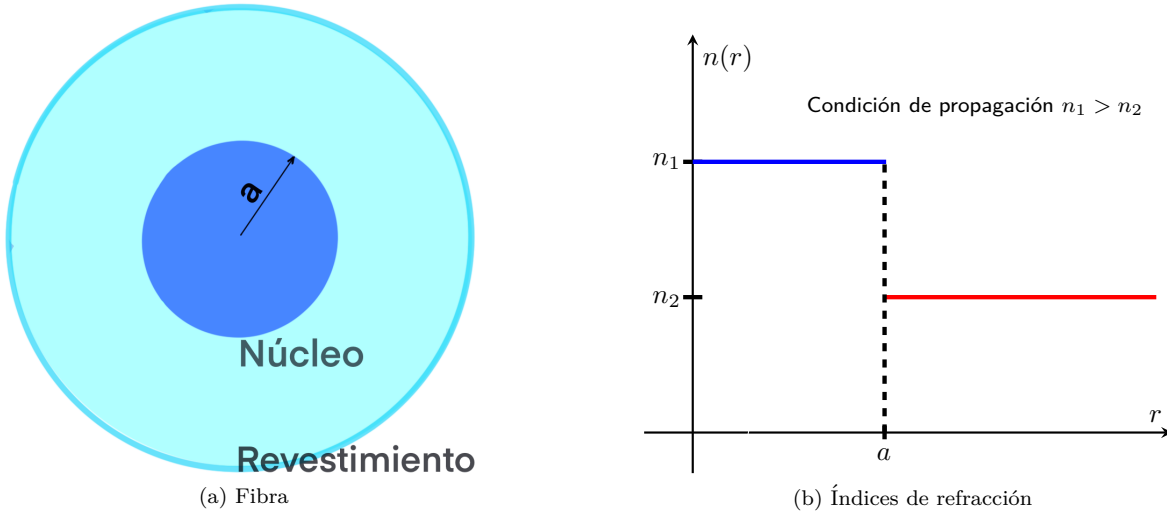 a
Núcleo
Revestimiento
(a) Fibra
n(r)
Condición de propagación n₁ > n₂
n₁
n₂
r
a
(b) Índices de refracción